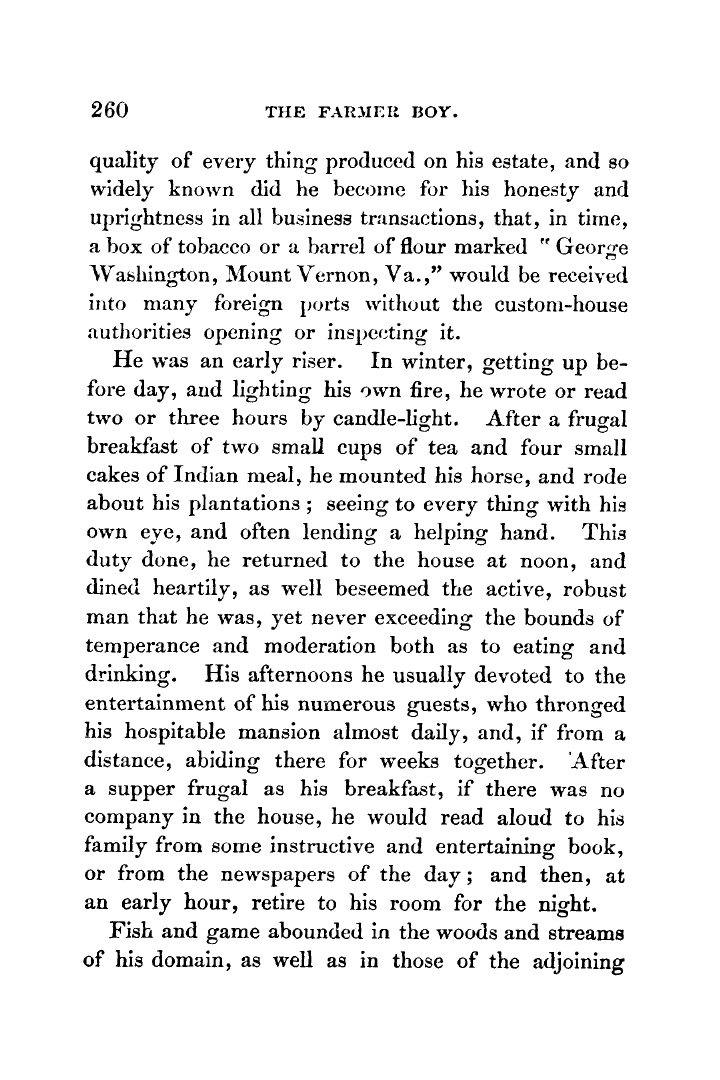 260 THE FARMER BOY.
quality of every thing produced on his estate, and so
widely known did he become for his honesty and
uprightness in all business transactions, that, in time,
a box of tobacco or a barrel of flour marked "George
Washington, Mount Vernon, Va.," would be received
into many foreign ports without the custom-house
authorities opening or inspecting it.
He was an early riser. In winter, getting up be-
fore day, and lighting his own fire, he wrote or read
two or three hours by candle-light. After a frugal
breakfast of two small cups of tea and four small
cakes of Indian meal, he mounted his horse, and rode
about his plantations; seeing to every thing with his
own eye, and often lending a helping hand. This
duty done, he returned to the house at noon, and
dined heartily, as well beseemed the active, robust
man that he was, yet never exceeding the bounds of
temperance and moderation both as to eating and
drinking. His afternoons he usually devoted to the
entertainment of his numerous guests, who thronged
his hospitable mansion almost daily, and, if from a
distance, abiding there for weeks together. After
a supper frugal as his breakfast, if there was no
company in the house, he would read aloud to his
family from some instructive and entertaining book,
or from the newspapers of the day; and then, at
an early hour, retire to his room for the night.
Fish and game abounded in the woods and streams
of his domain, as well as in those of the adjoining